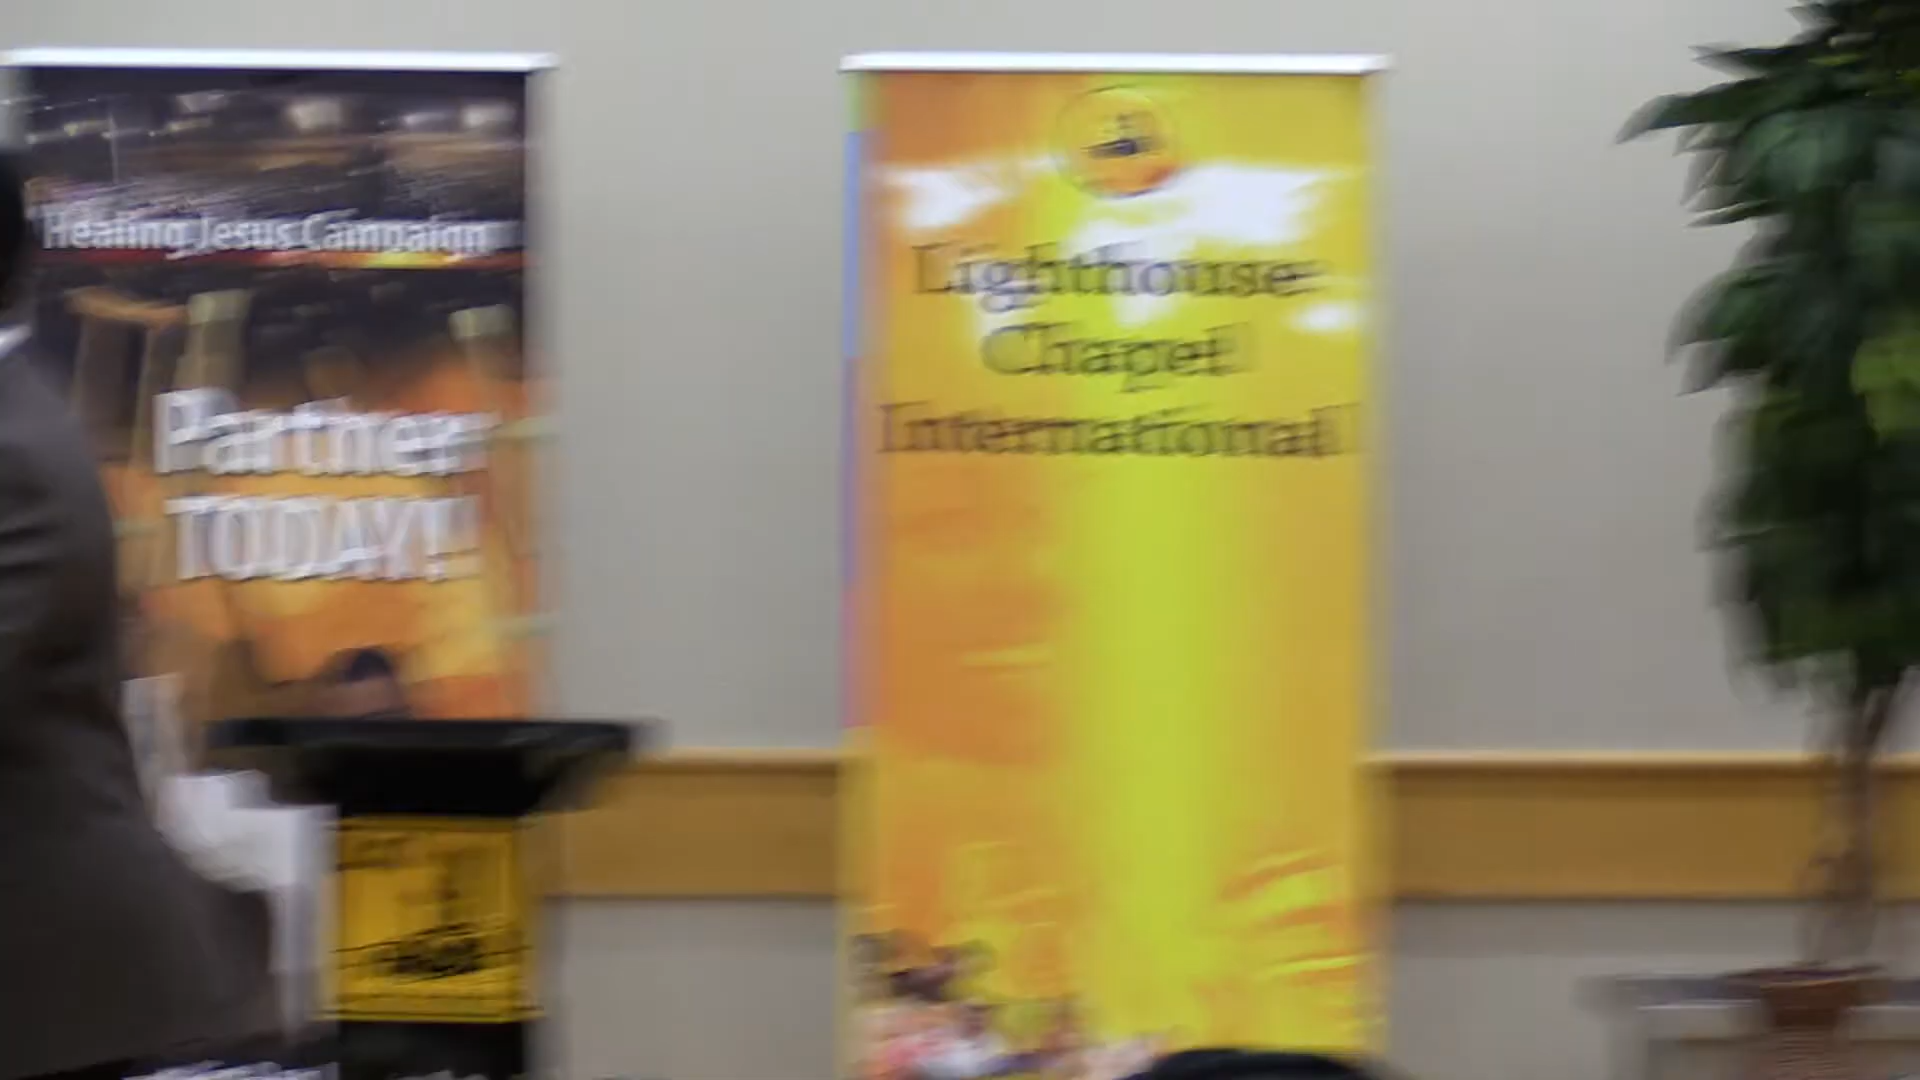 Healing Jesus Campaign
Partner
TODAY!
Lighthouse
Chapel
International